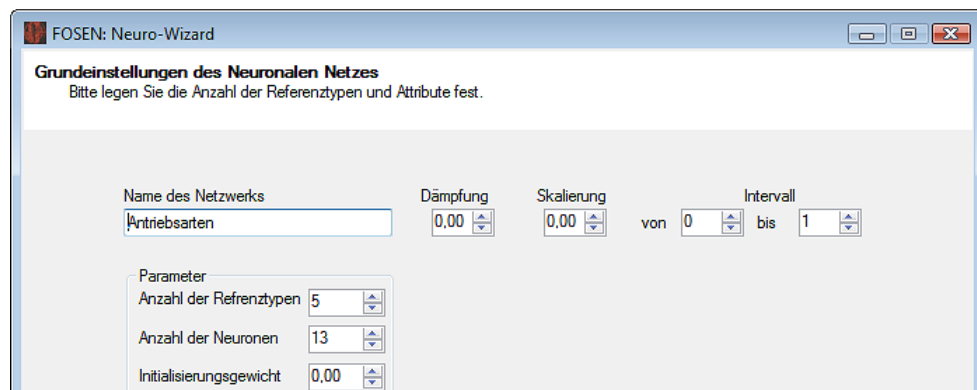 FOSEN: Neuro-Wizard
Grundeinstellungen des Neuronalen Netzes
Bitte legen Sie die Anzahl der Referenztypen und Attribute fest.
Name des Netzwerks Dämpfung Skalierung Intervall
Antriebsarten 0,00 0,00 von 0 bis 1
Parameter
Anzahl der Refrenztypen 5
Anzahl der Neuronen 13
Initialisierungsgewicht 0,00